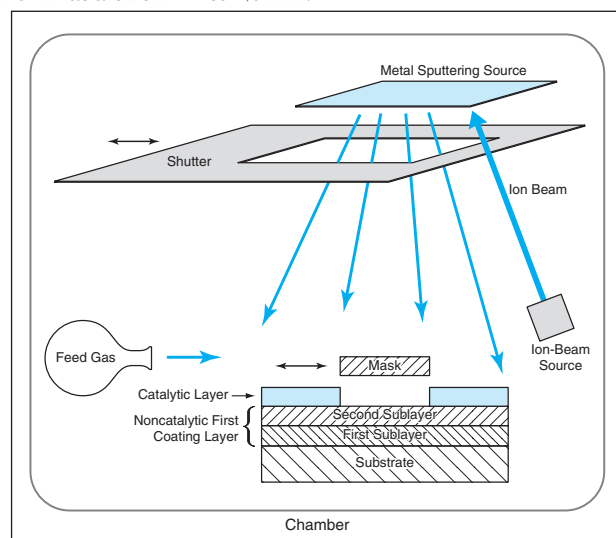 Metal Sputtering Source
Shutter
Ion Beam
Feed Gas
Ion-Beam
Source
Mask
Catalytic Layer
Second Sublayer
Noncatalytic First
Coating Layer
First Sublayer
Substrate
Chamber